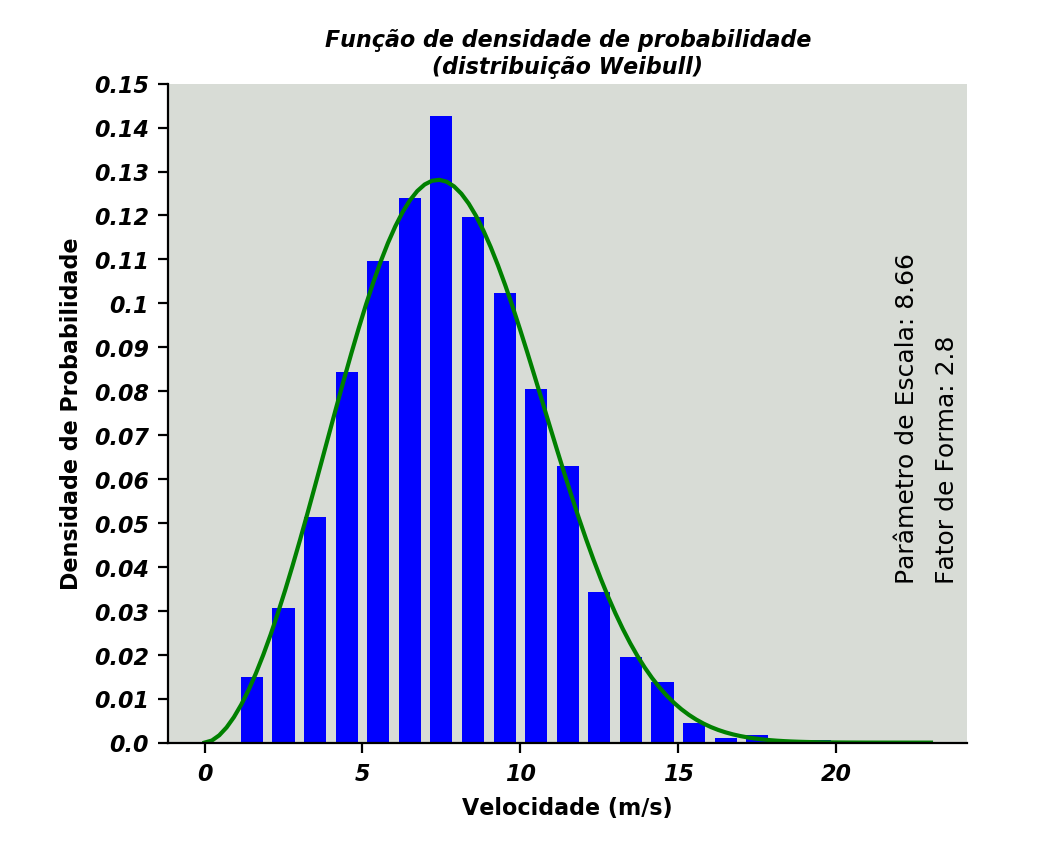 Função de densidade de probabilidade
(distribuição Weibull)
0.15
0.14
0.13
0.12
0.11
0.1
0.09
0.08
0.07
0.06
0.05
0.04
0.03
0.02
0.01
0.0
Densidade de Probabilidade
Parâmetro de Escala: 8.66
Fator de Forma: 2.8
0 5 10 15 20
Velocidade (m/s)